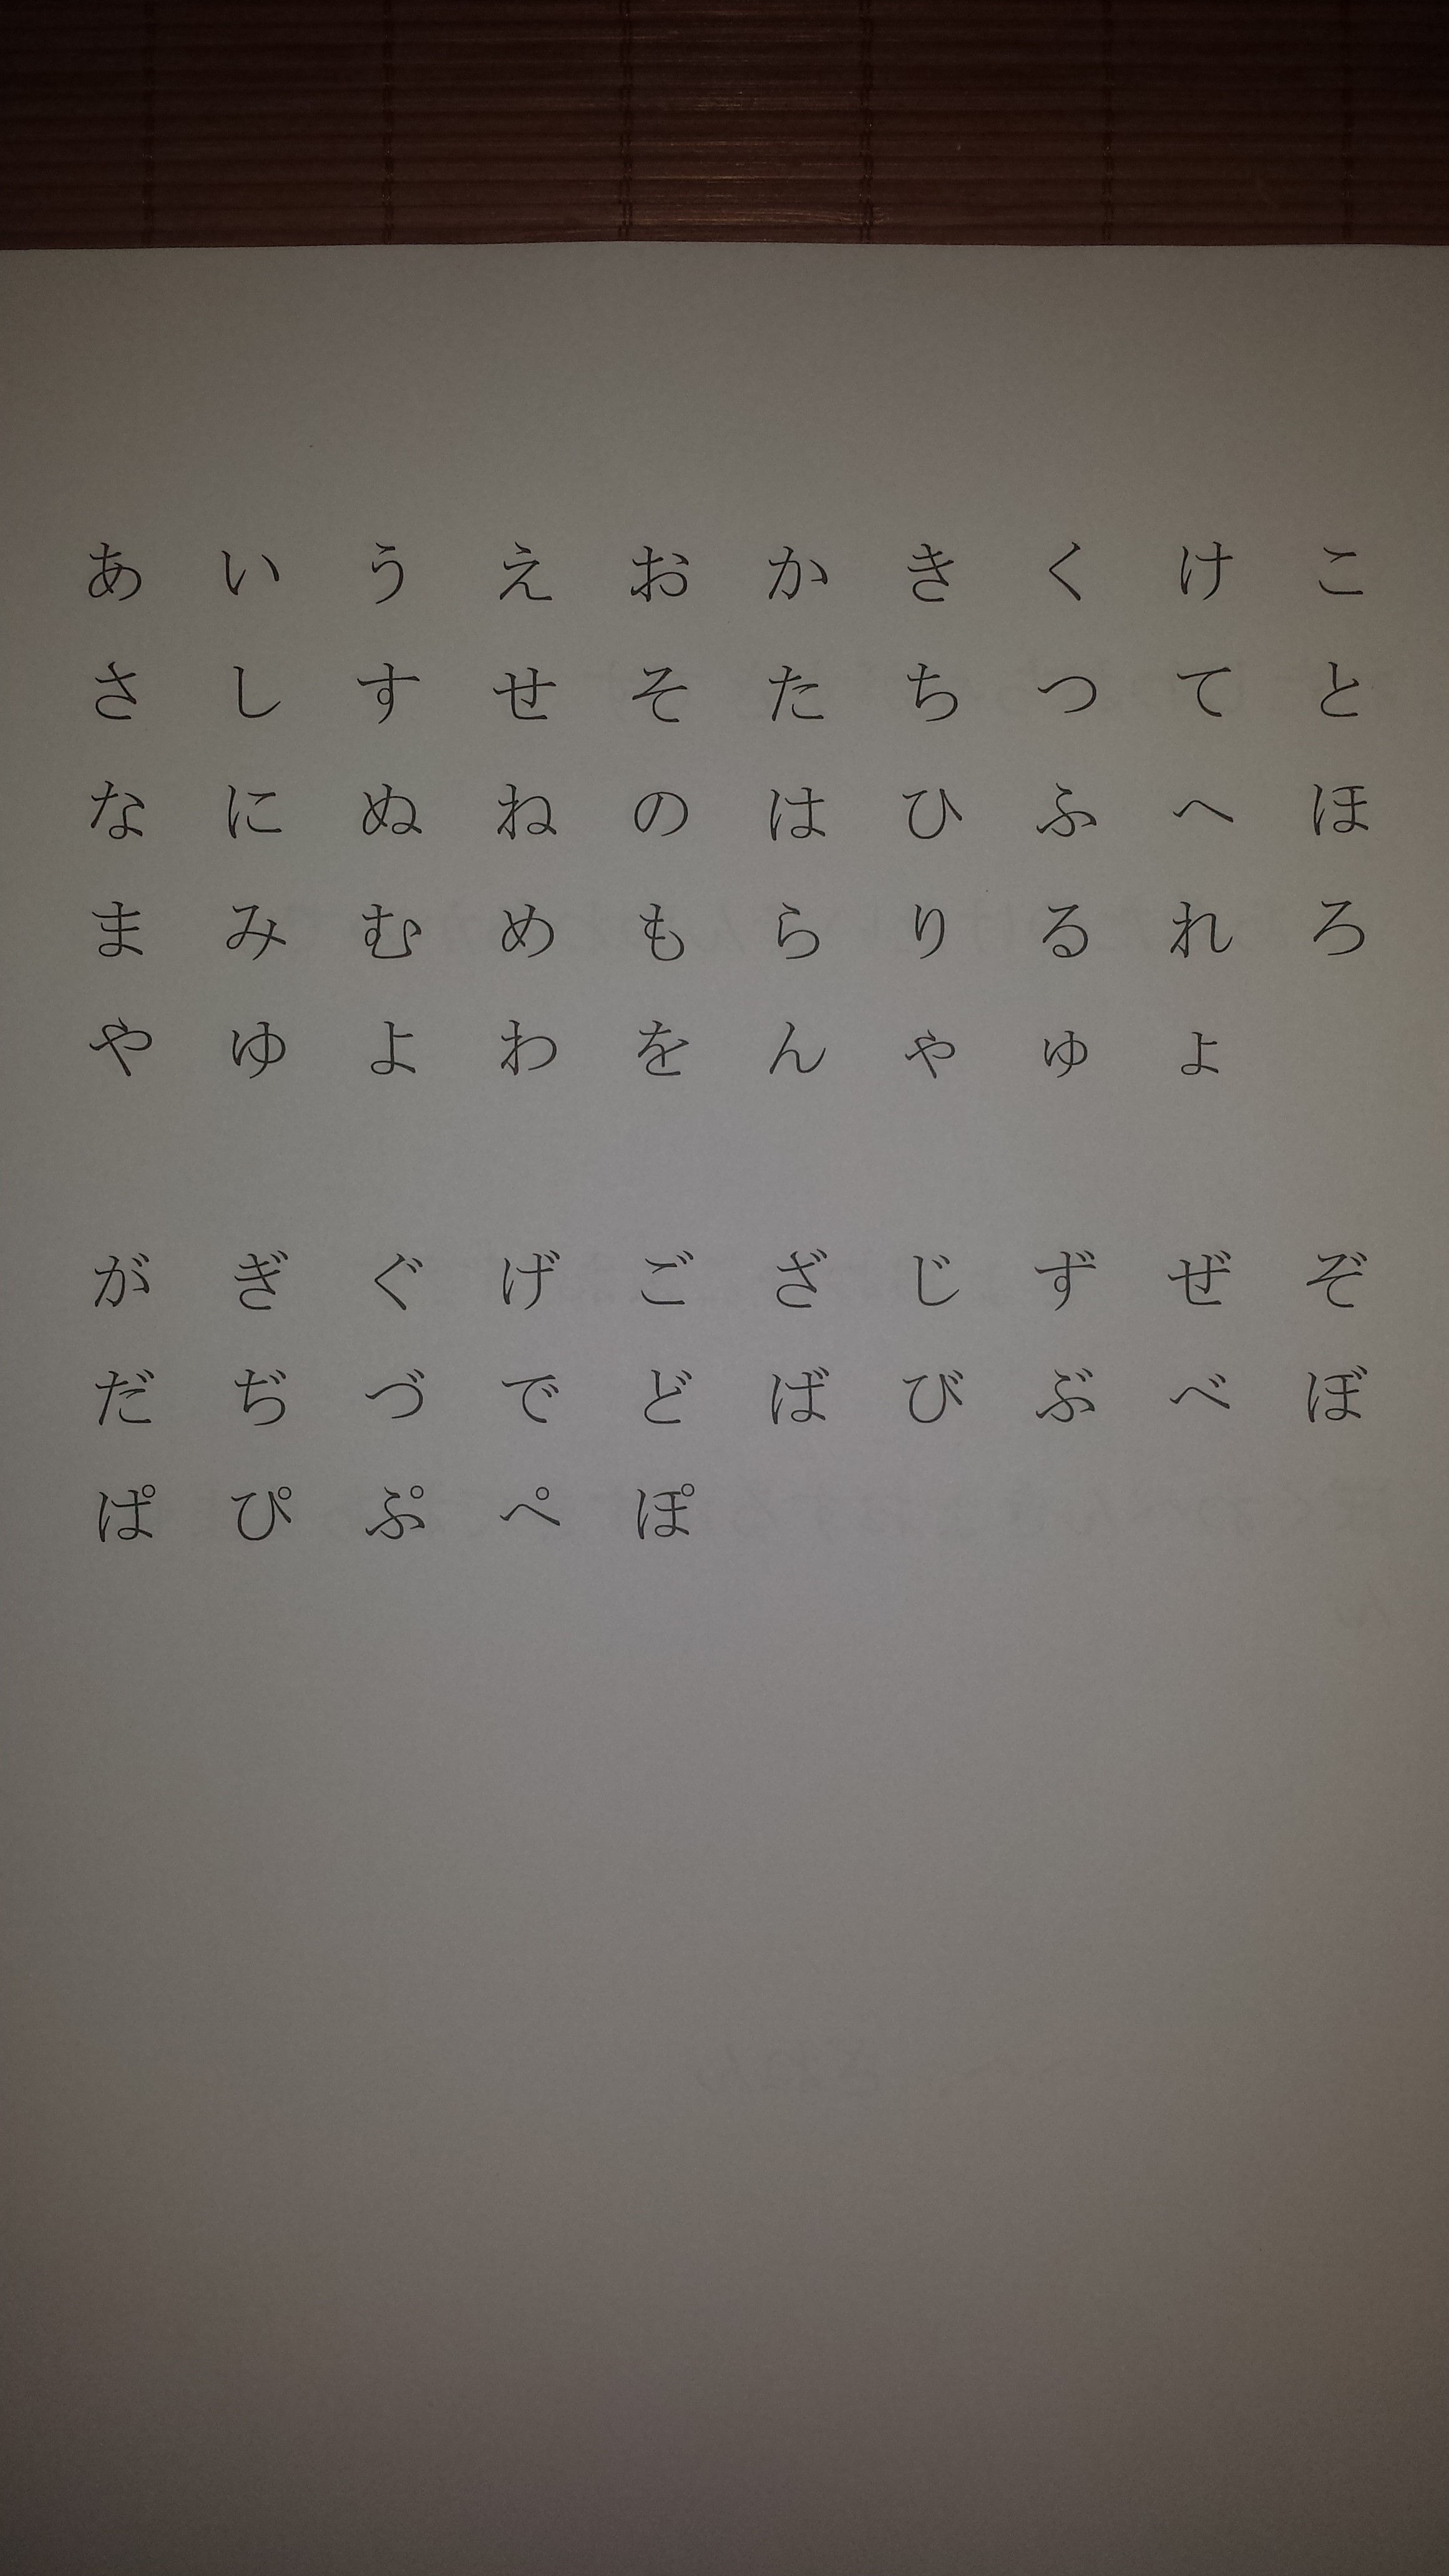 あ い う え お か き く け こ
さ し す せ そ た ち つ て と
な に ぬ ね の は ひ ふ へ ほ
ま み む め も ら り る れ ろ
や ゆ よ わ を ん ゃ ゅ ょ
が ぎ ぐ げ ご ざ じ ず ぜ ぞ
だ ぢ づ で ど ば び ぶ べ ぼ
ぱ ぴ ぷ ぺ ぽ